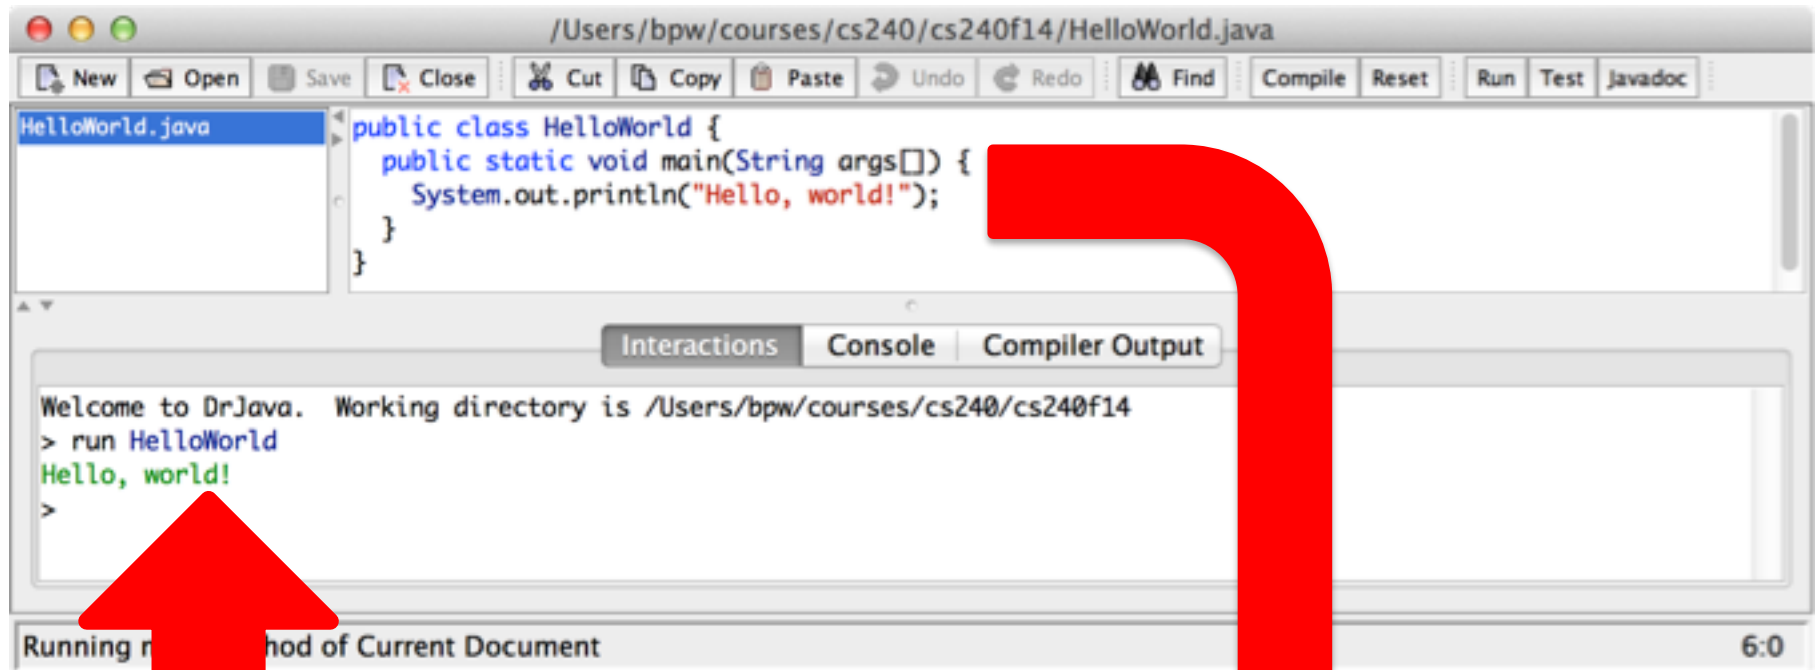 /Users/bpw/courses/cs240/cs240f14/HelloWorld.java
New Open Save Close Cut Copy Paste Undo Redo Find Compile Reset Run Test Javadoc
HelloWorld.java
public class HelloWorld {
public static void main(String args[]) {
System.out.println("Hello, world!");
}
}
Interactions Console Compiler Output
Welcome to DrJava. Working directory is /Users/bpw/courses/cs240/cs240f14
> run HelloWorld
Hello, world!
>
Running of Current Document 6:0